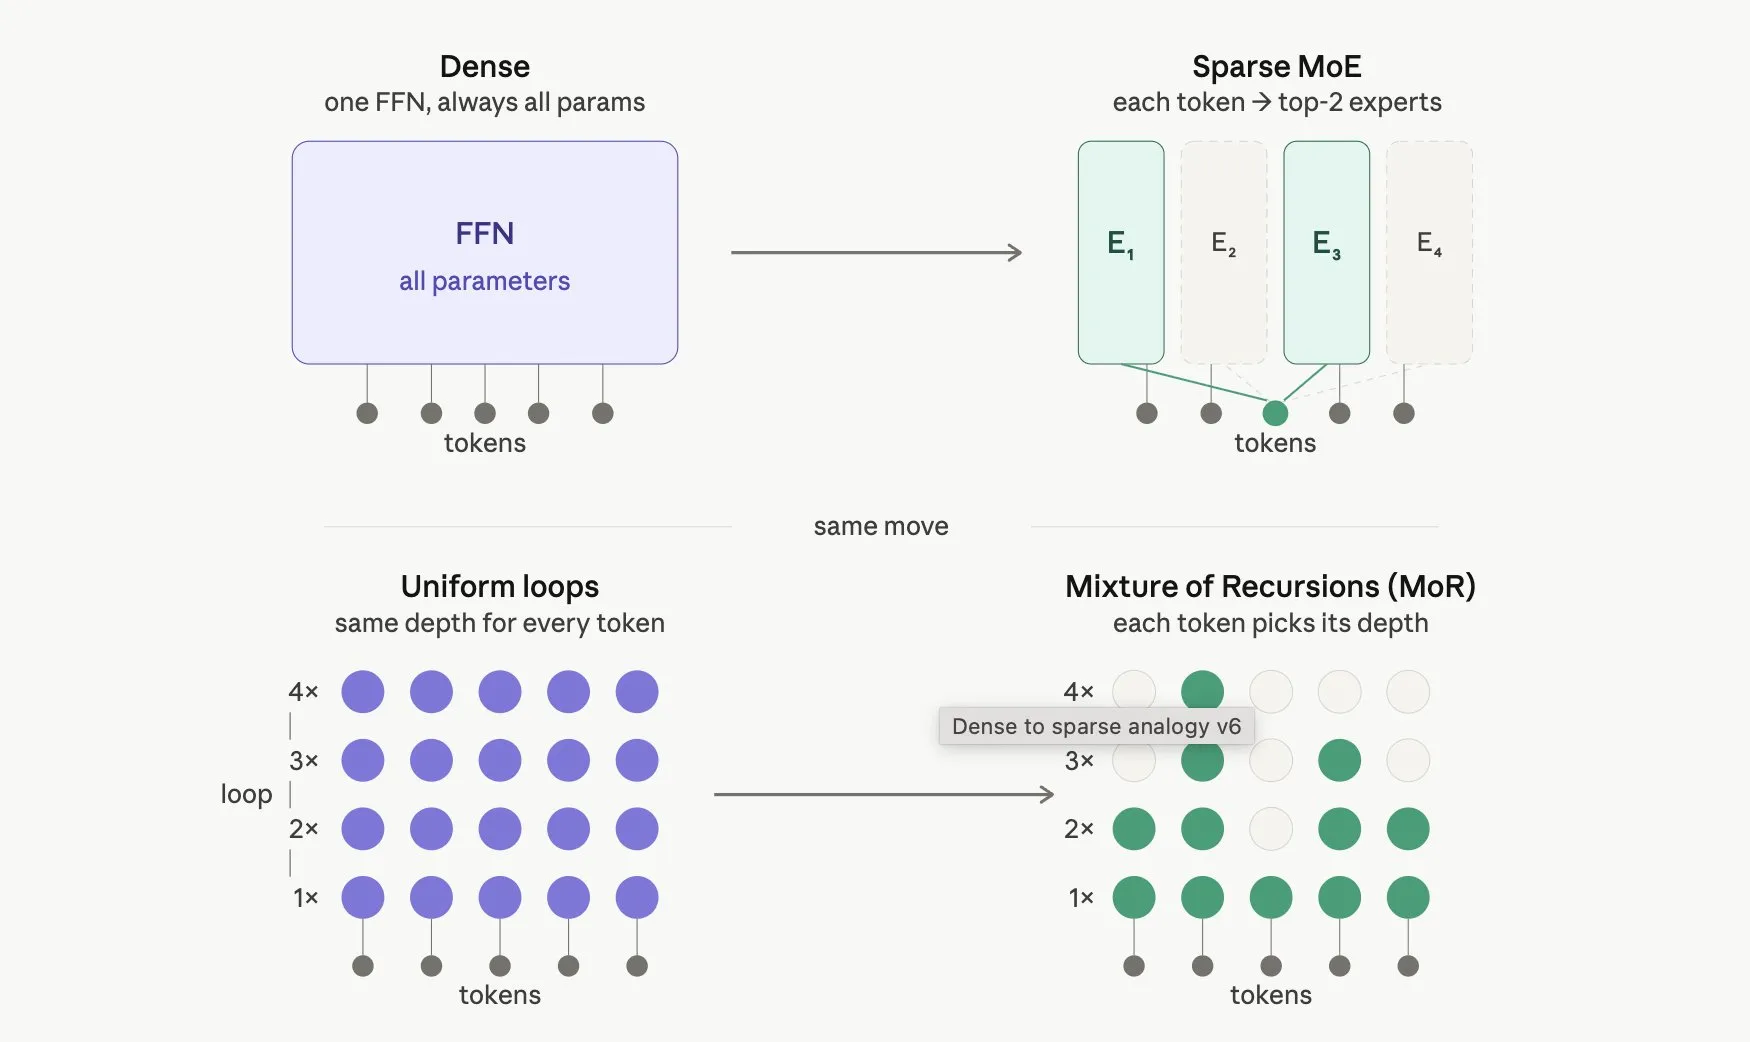 Dense
one FFN, always all params
FFN
all parameters
tokens
Sparse MoE
each token → top-2 experts
E₁
E₂
E₃
E₄
tokens
same move
Uniform loops
same depth for every token
4×
3×
loop
2×
1×
tokens
Mixture of Recursions (MoR)
each token picks its depth
4×
Dense to sparse analogy v6
3×
2×
1×
tokens